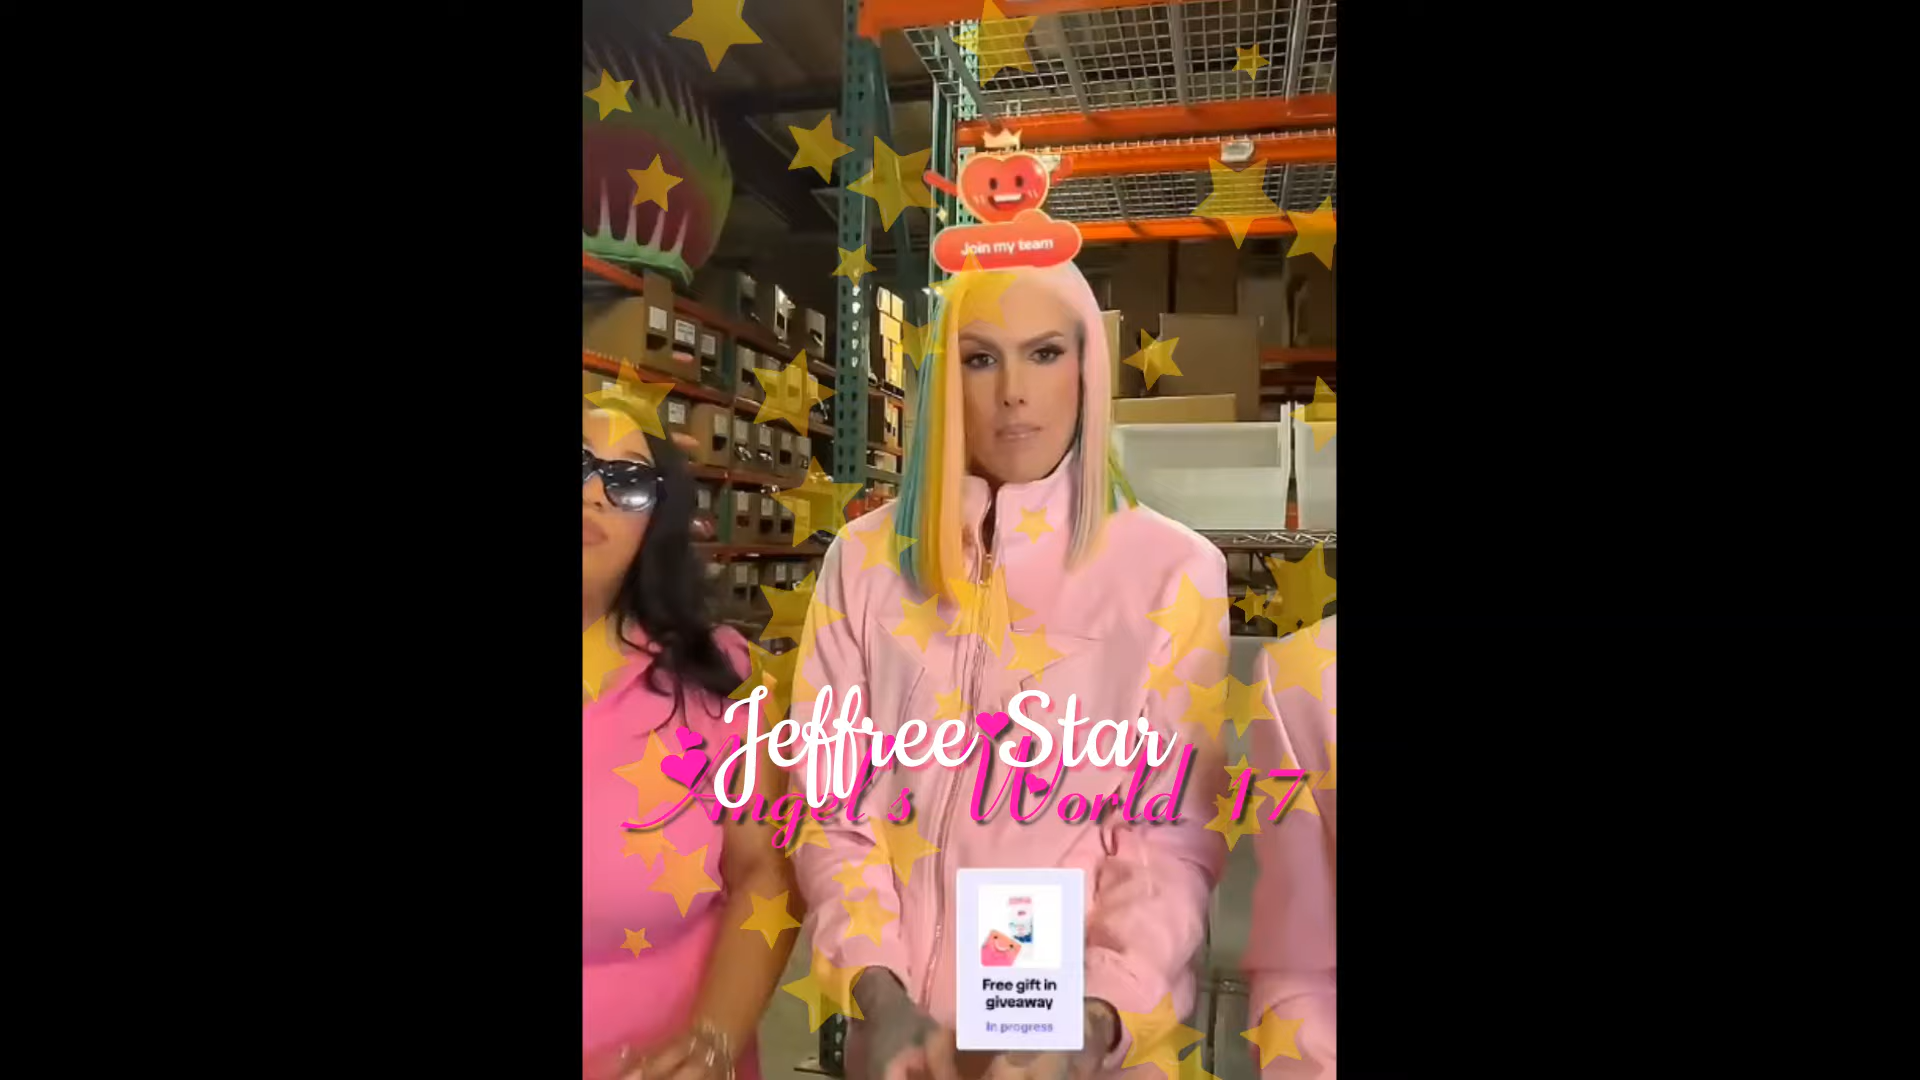 Join my team
Jeffree Star
Angel's World 17
Free gift in
giveaway
In progress